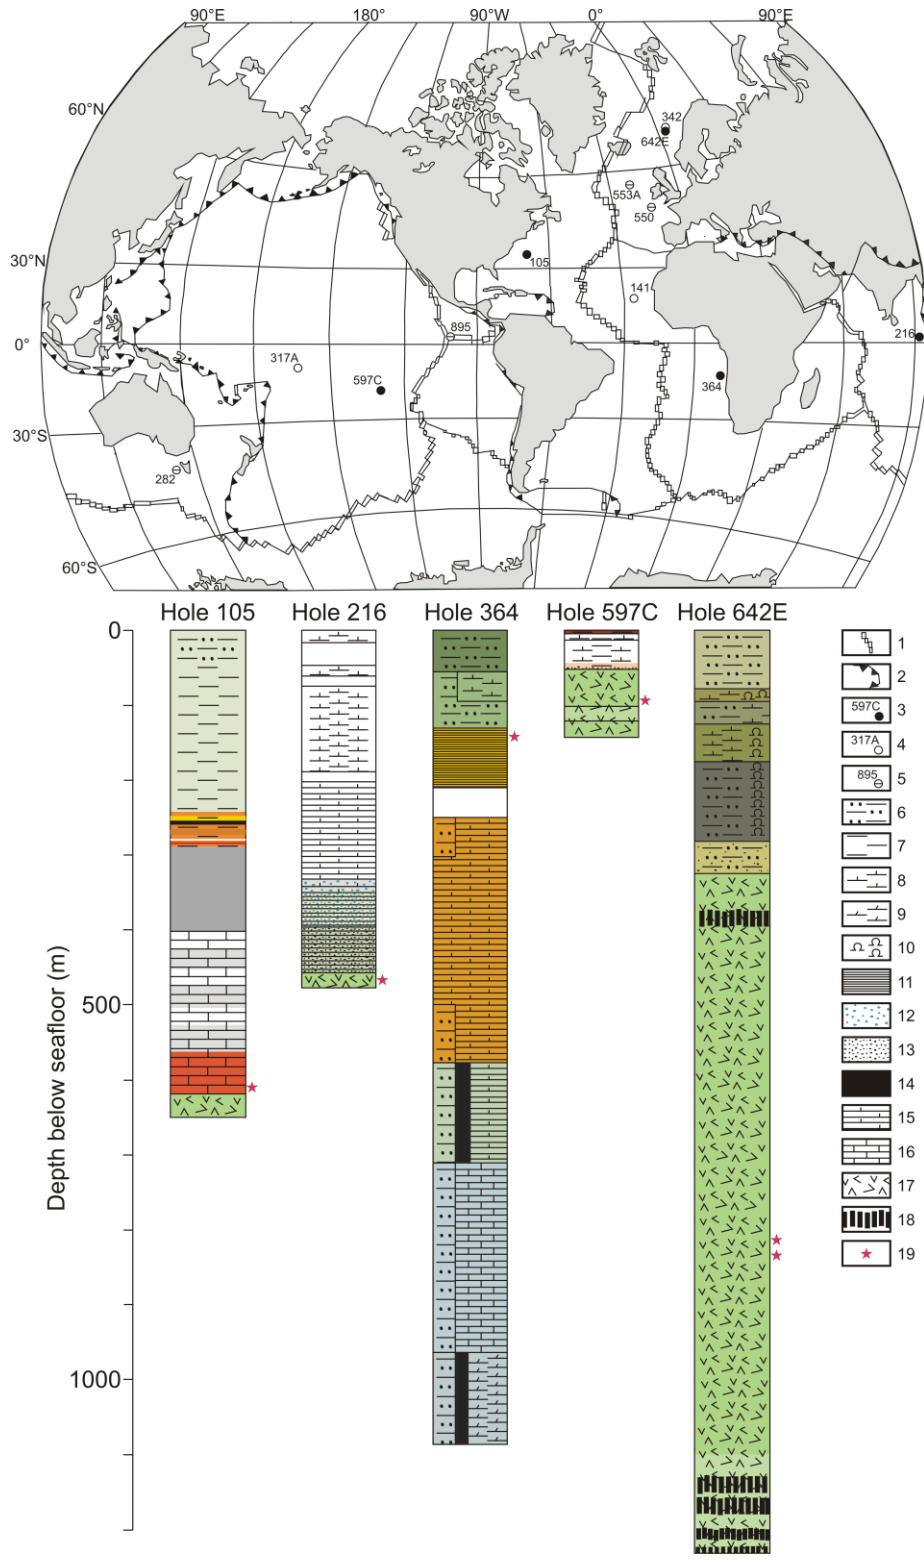 90°E 180° 90°W 0° 90°E
60°N
342
642E
553A
550
30°N
105
141
895
216
0°
317A
597C
364
30°S
282
60°S
Hole 105 Hole 216 Hole 364 Hole 597C Hole 642E
0
500
1000
Depth below seafloor (m)
1
2
597C 3
317A 4
895 5
6
7
8
9
10
11
12
13
14
15
16
17
18
19